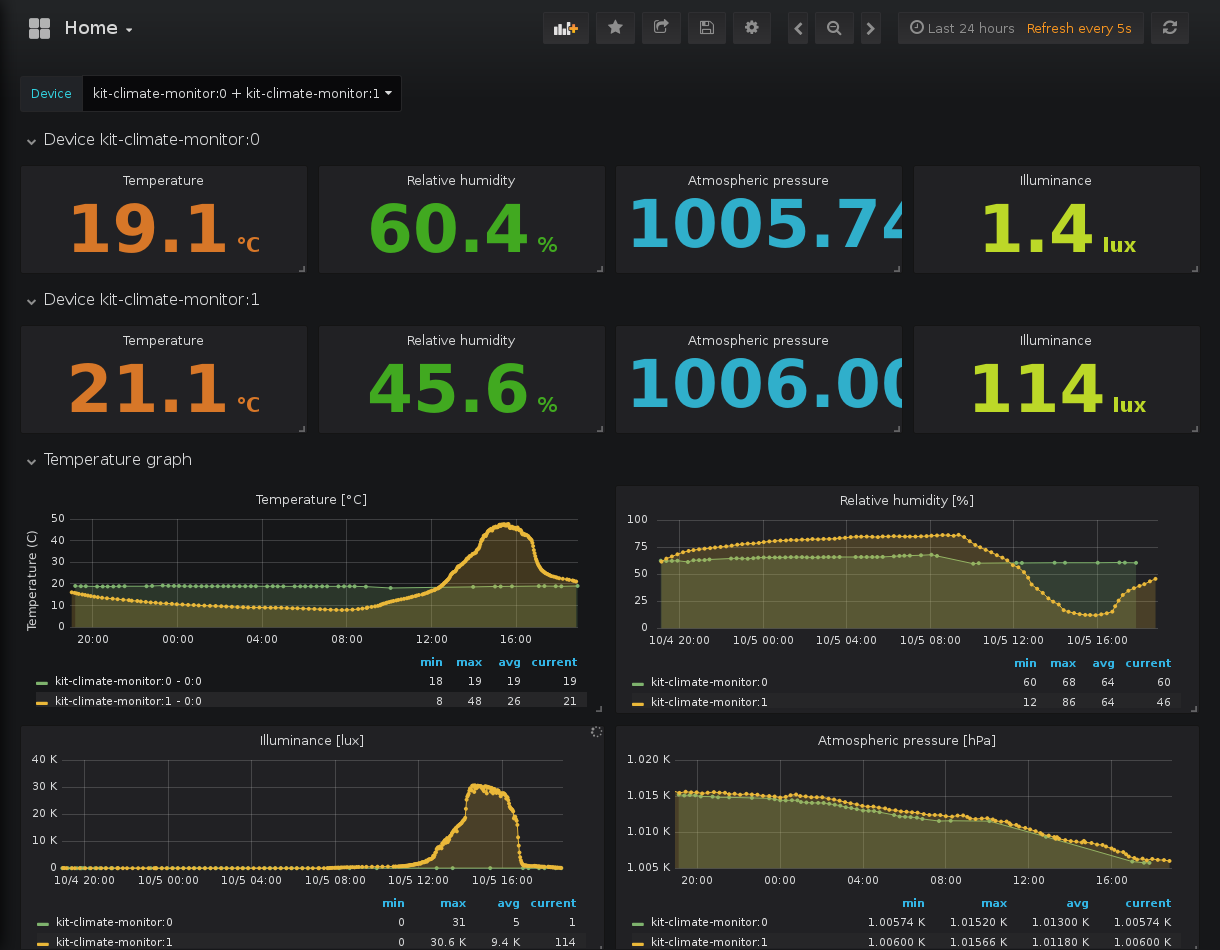 Home
Last 24 hours Refresh every 5s
Device kit-climate-monitor:0 + kit-climate-monitor:1
Device kit-climate-monitor:0
Temperature Relative humidity Atmospheric pressure Illuminance
19.1 °C 60.4 % 1005.74 1.4 lux
Device kit-climate-monitor:1
Temperature Relative humidity Atmospheric pressure Illuminance
21.1 °C 45.6 % 1006.00 114 lux
Temperature graph
Temperature [°C]
Temperature (C)
50
40
30
20
10
0
20:00 00:00 04:00 08:00 12:00 16:00
min max avg current
kit-climate-monitor:0 - 0:0 18 19 19 19
kit-climate-monitor:1 - 0:0 8 48 26 21
Relative humidity [%]
100
75
50
25
0
10/4 20:00 10/5 00:00 10/5 04:00 10/5 08:00 10/5 12:00 10/5 16:00
min max avg current
kit-climate-monitor:0 60 68 64 60
kit-climate-monitor:1 12 86 64 46
Illuminance [lux]
40 K
30 K
20 K
10 K
0
10/4 20:00 10/5 00:00 10/5 04:00 10/5 08:00 10/5 12:00 10/5 16:00
min max avg current
kit-climate-monitor:0 0 31 5 1
kit-climate-monitor:1 0 30.6 K 9.4 K 114
Atmospheric pressure [hPa]
1.020 K
1.015 K
1.010 K
1.005 K
20:00 00:00 04:00 08:00 12:00 16:00
min max avg current
kit-climate-monitor:0 1.00574 K 1.01520 K 1.01300 K 1.00574 K
kit-climate-monitor:1 1.00600 K 1.01566 K 1.01180 K 1.00600 K